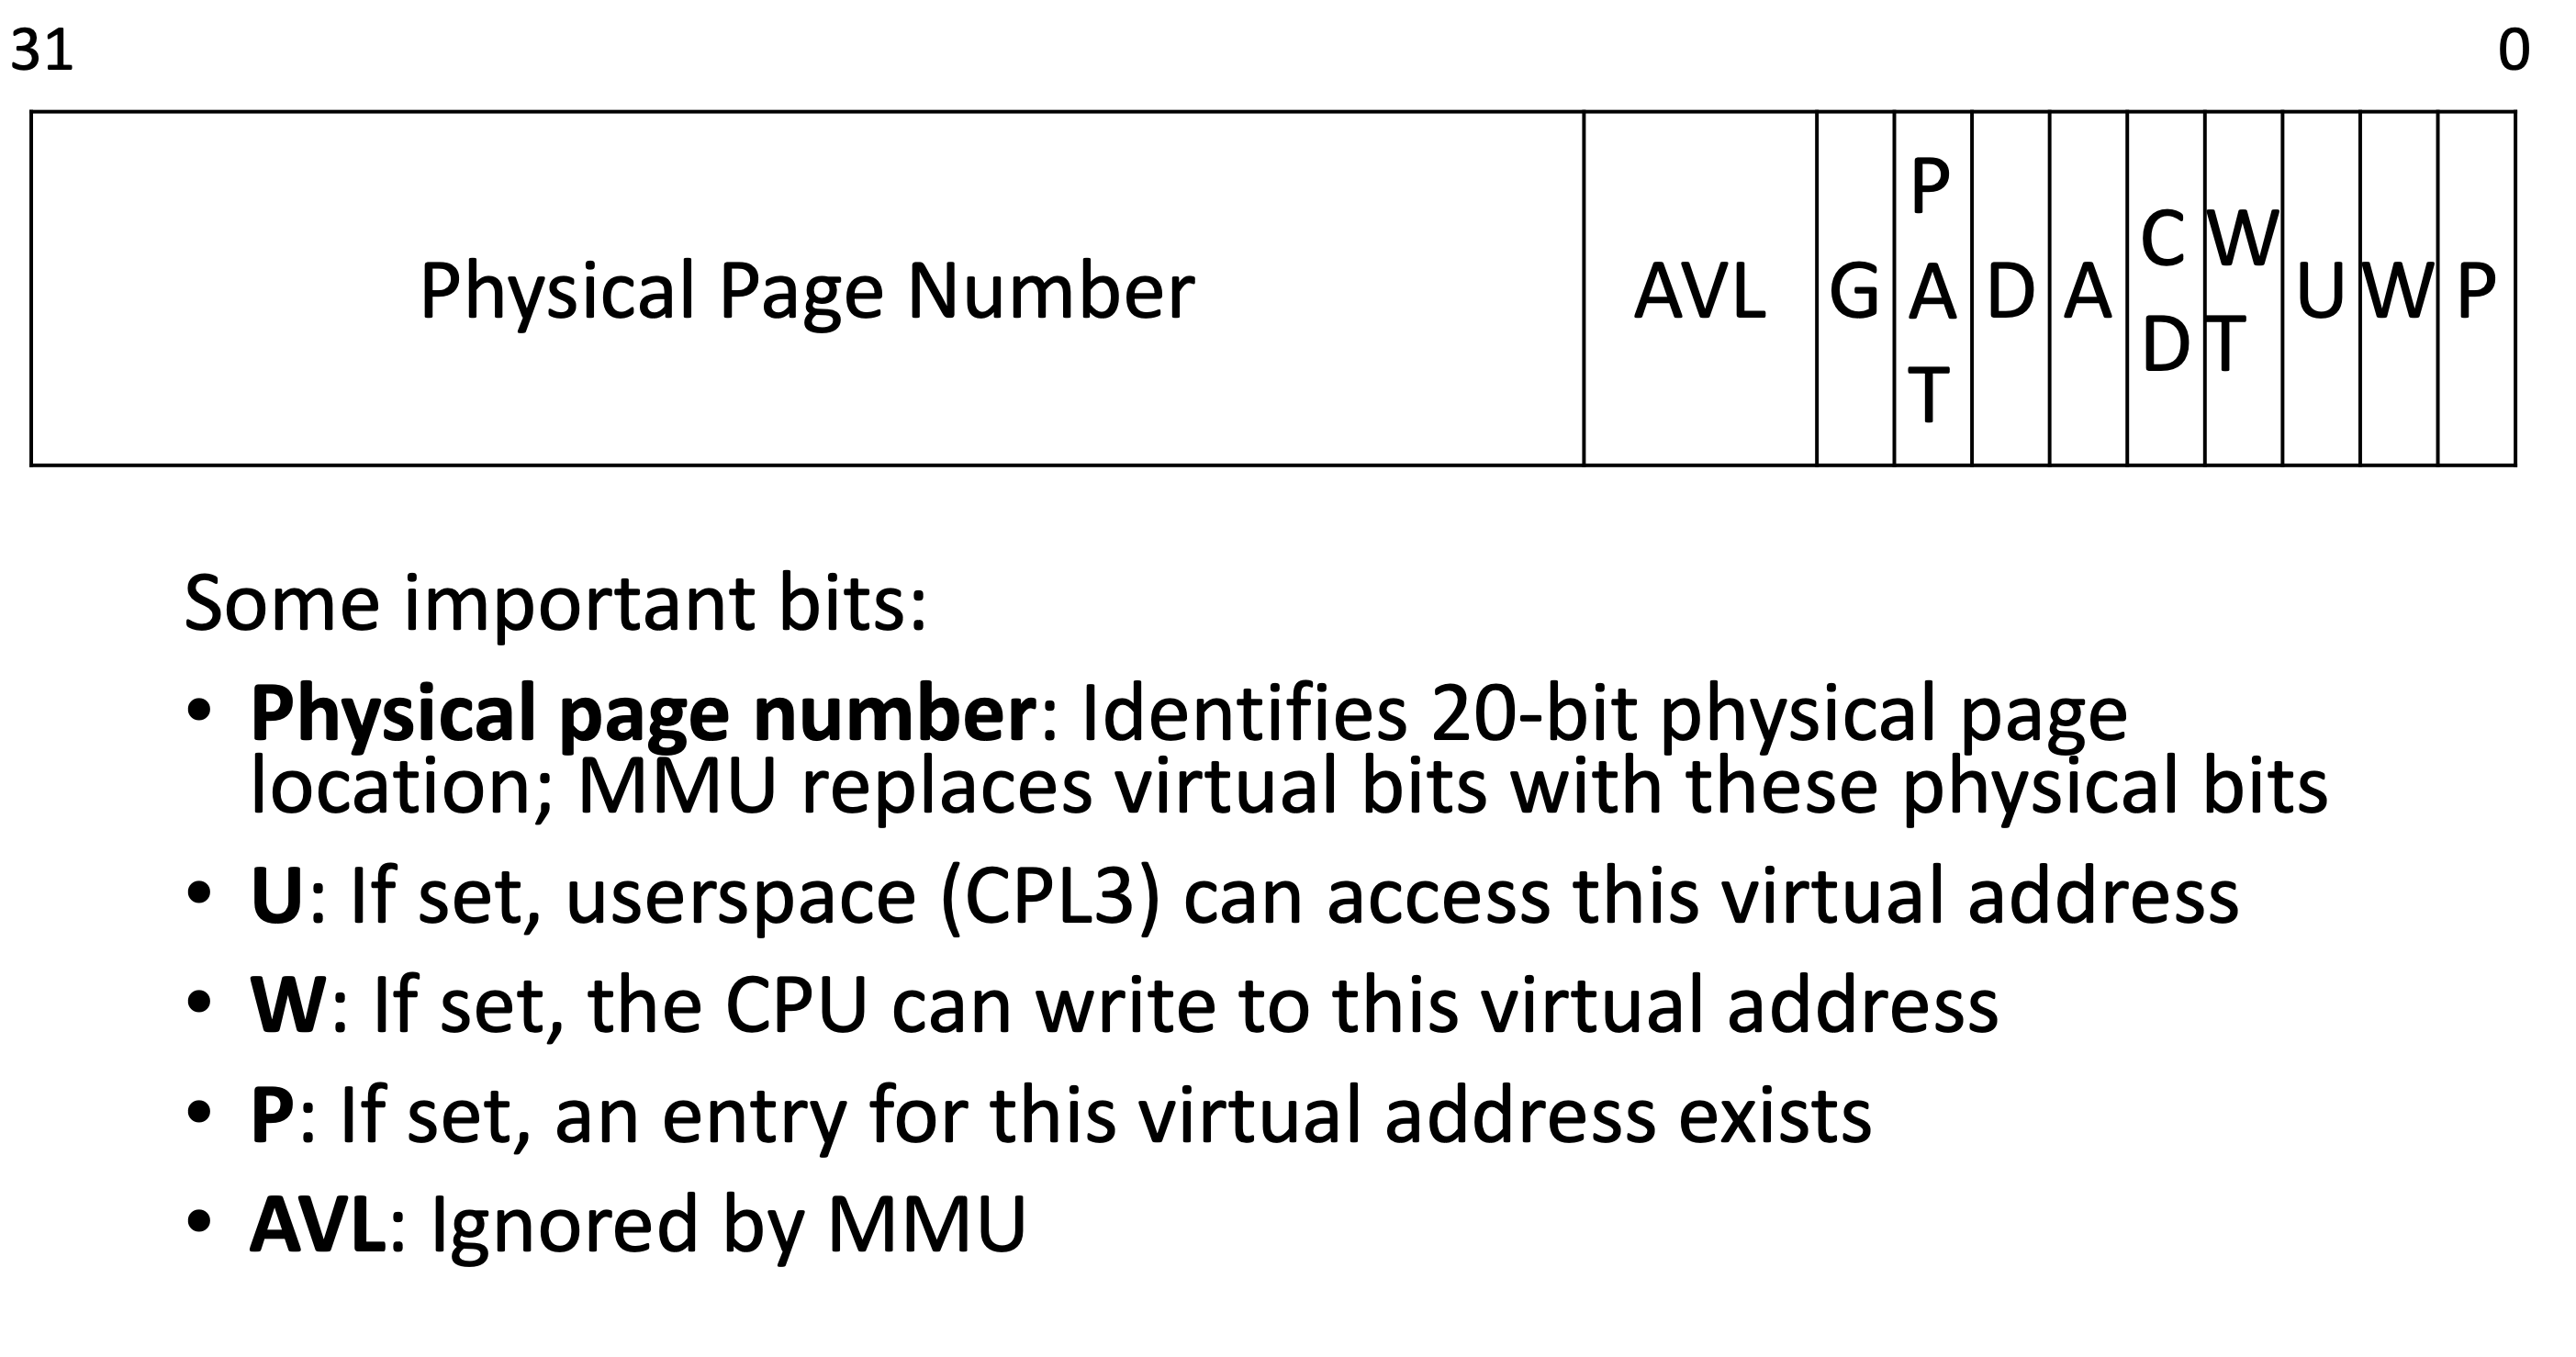 31 0
Physical Page Number AVL G PAT D A CD WT U W P
Some important bits:
• Physical page number: Identifies 20-bit physical page
location; MMU replaces virtual bits with these physical bits
• U: If set, userspace (CPL3) can access this virtual address
• W: If set, the CPU can write to this virtual address
• P: If set, an entry for this virtual address exists
• AVL: Ignored by MMU